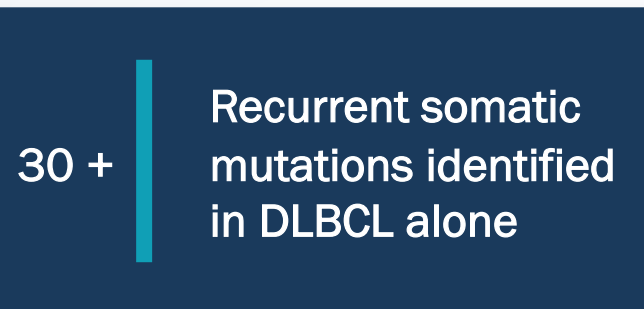 30 +
Recurrent somatic
mutations identified
in DLBCL alone